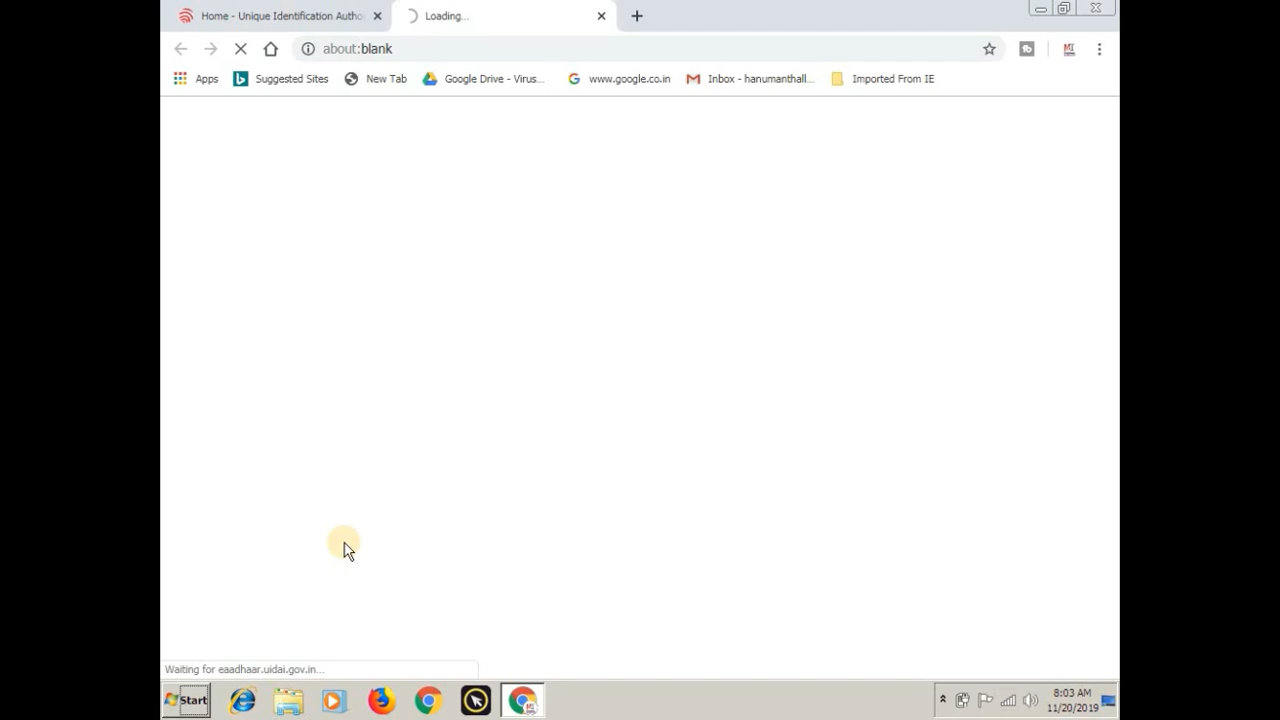 Home - Unique Identification Autho
Loading...
about:blank
Apps
Suggested Sites
New Tab
Google Drive - Virus...
www.google.co.in
Inbox - hanumanthall...
Imported From IE
Waiting for eaadhaar.uidai.gov.in...
Start
8:03 AM
11/20/2019